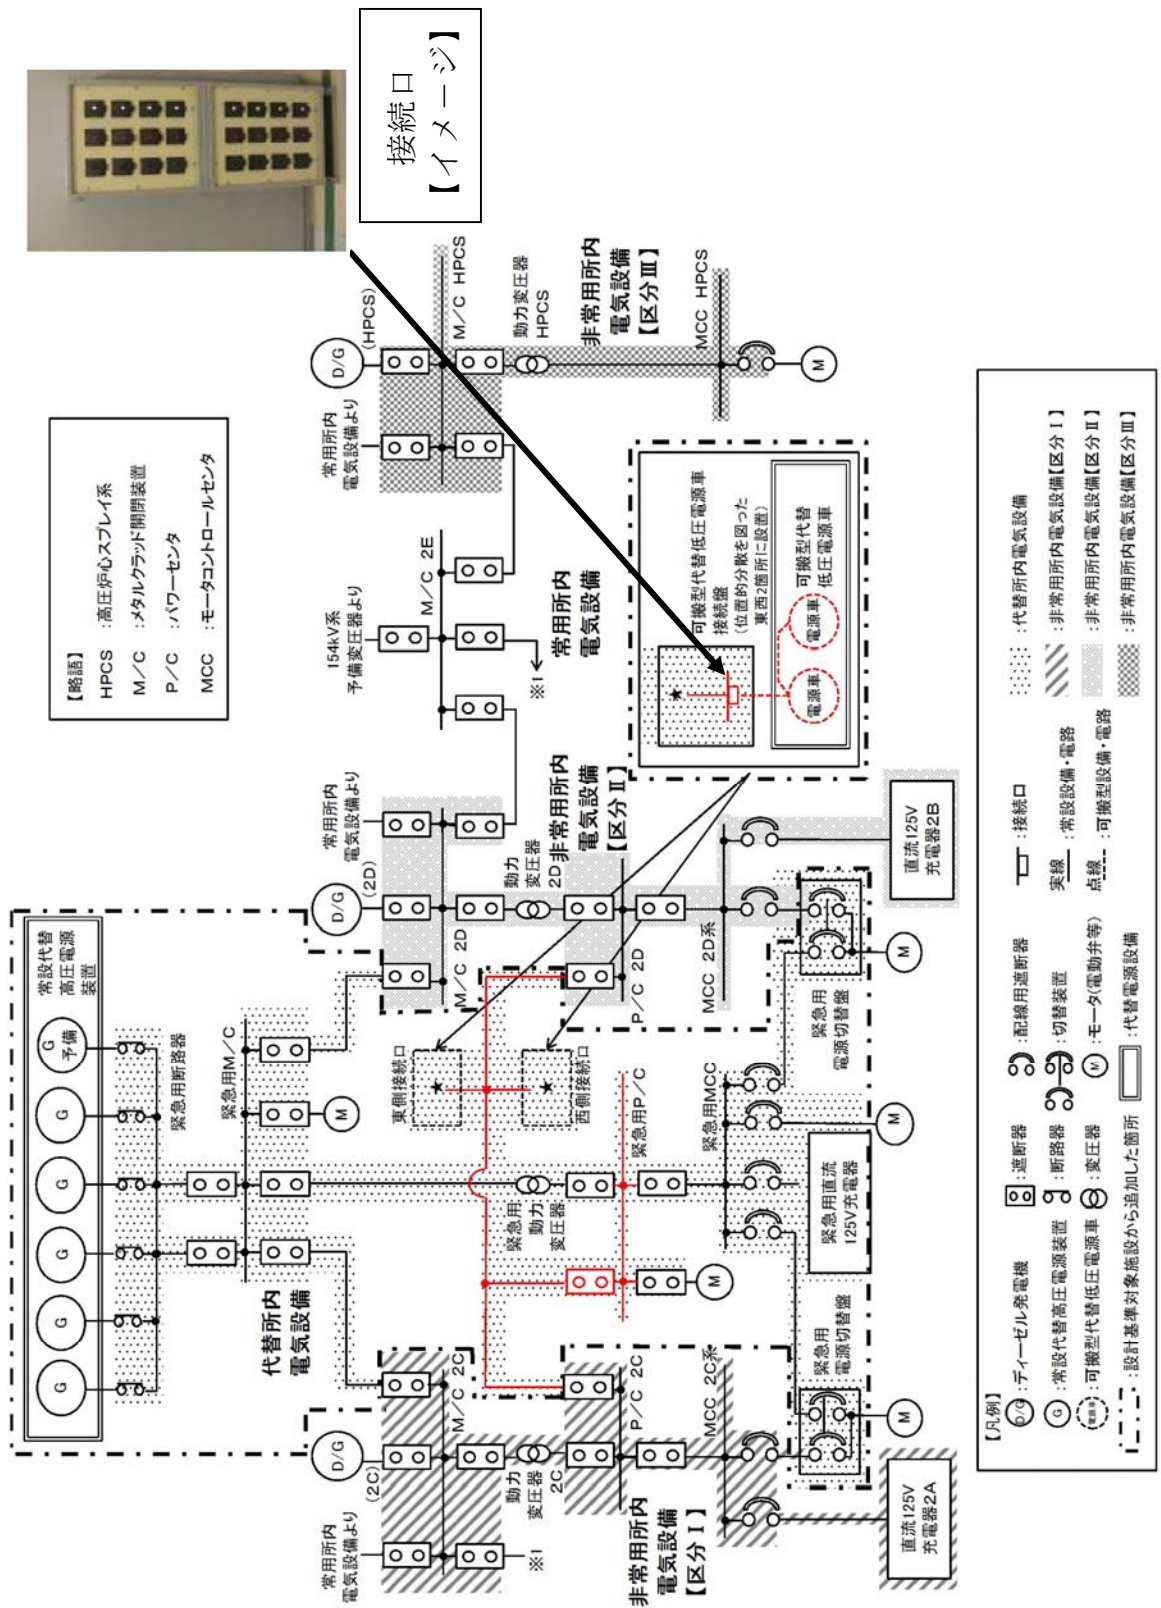 接続口
【イメージ】
【略語】
HPCS :高圧炉心スプレイ系
M/C :メタルクラッド開閉装置
P/C :パワーセンタ
MCC :モータコントロールセンタ
常設代替
高圧電源
装置
G
G
G
G
G
G
予備
緊急用断路器
緊急用M/C
M
代替所内
電気設備
常用所内
電気設備より
D/G
(2C)
M/C 2C
※1
動力
変圧器
2C
P/C 2C
MCC 2C系
非常用所内
電気設備
【区分Ⅰ】
直流125V
充電器2A
緊急用
電源切替盤
M
緊急用
動力
変圧器
緊急用P/C
M
緊急用MCC
緊急用直流
125V充電器
M
東側接続口
★
西側接続口
★
D/G
(2D)
常用所内
電気設備より
M/C 2D
動力
変圧器
2D
非常用所内
電気設備
【区分Ⅱ】
P/C 2D
MCC 2D系
緊急用
電源切替盤
M
直流125V
充電器2B
154kV系
予備変圧器より
M/C 2E
※1
常用所内
電気設備
常用所内
電気設備より
D/G
(HPCS)
M/C HPCS
動力変圧器
HPCS
非常用所内
電気設備
【区分Ⅲ】
MCC HPCS
M
可搬型代替低圧電源車
接続盤
(位置的分散を図った
東西2箇所に設置)
★
可搬型代替
低圧電源車
電源車
電源車
【凡例】
D/G :ディーゼル発電機
G :常設代替高圧電源装置
電源車 :可搬型代替低圧電源車
:設計基準対象施設から追加した箇所
:遮断器
:断路器
:変圧器
:配線用遮断器
:切替装置
M :モータ(電動弁等)
:代替電源設備
:接続口
実線 :常設設備・電路
点線 :可搬型設備・電路
:代替所内電気設備
:非常用所内電気設備【区分Ⅰ】
:非常用所内電気設備【区分Ⅱ】
:非常用所内電気設備【区分Ⅲ】